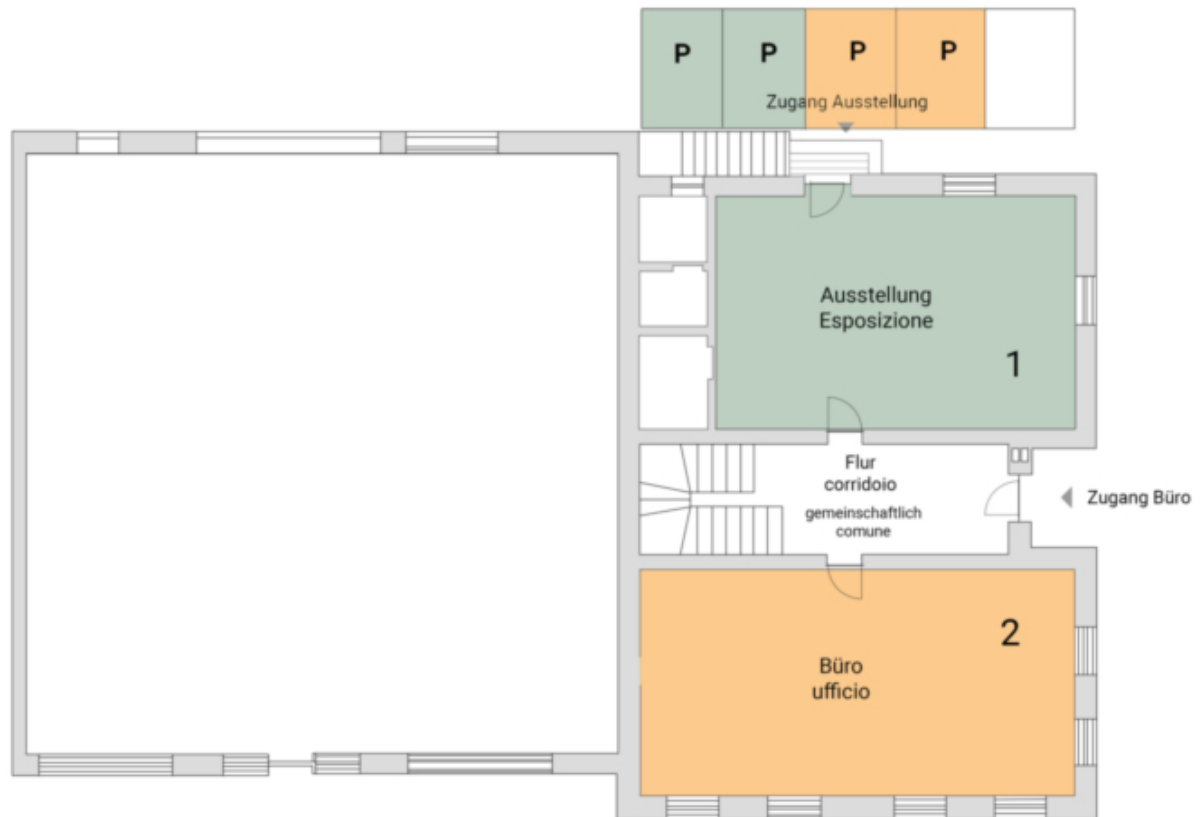 P P P P
Zugang Ausstellung
Ausstellung
Esposizione
1
Flur
corridoio
gemeinschaftlich
comune
Zugang Büro
2
Büro
ufficio